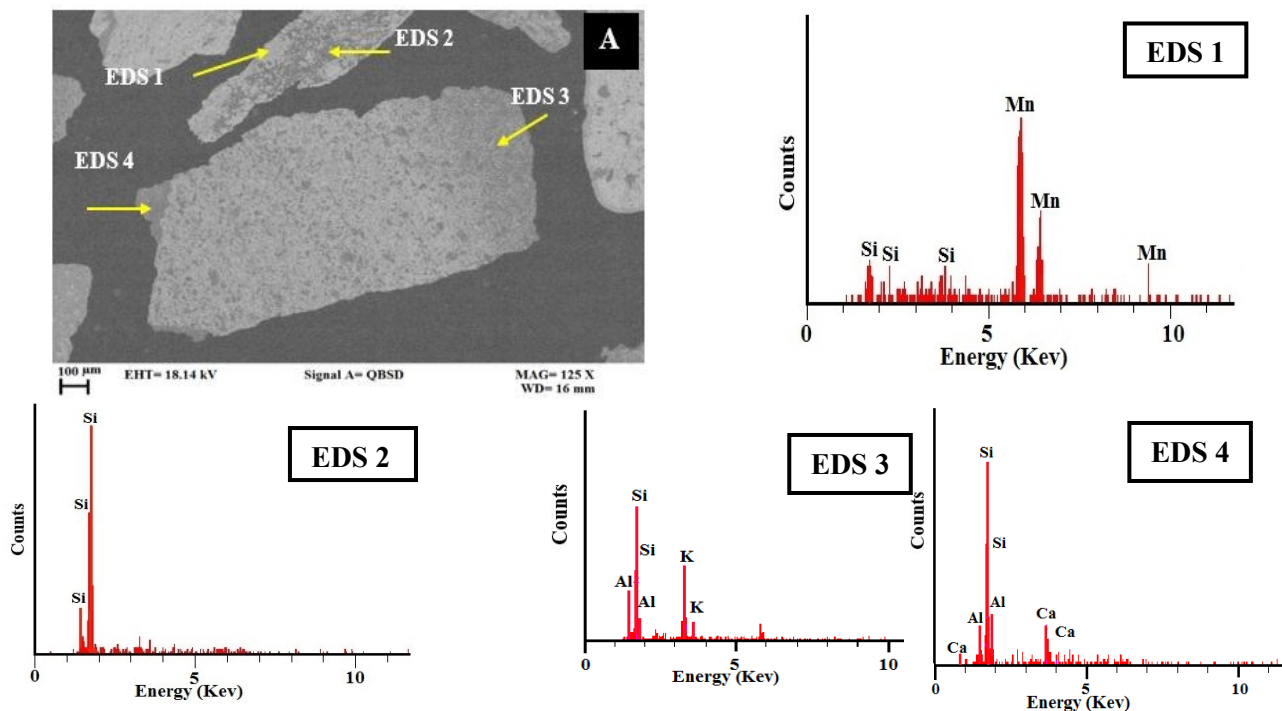 A
EDS 1
EDS 2
EDS 3
EDS 4
100 µm
EHT= 18.14 kV
Signal A= QBSD
MAG= 125 X
WD= 16 mm
EDS 1
Counts
Mn
Mn
Si
Si
Si
Mn
0
5
10
Energy (Kev)
EDS 2
Counts
Si
Si
Si
0
5
10
Energy (Kev)
EDS 3
Counts
Si
Si
Al
Al
K
K
0
5
10
Energy (Kev)
EDS 4
Counts
Si
Si
Al
Al
Ca
Ca
Ca
0
5
10
Energy (Kev)